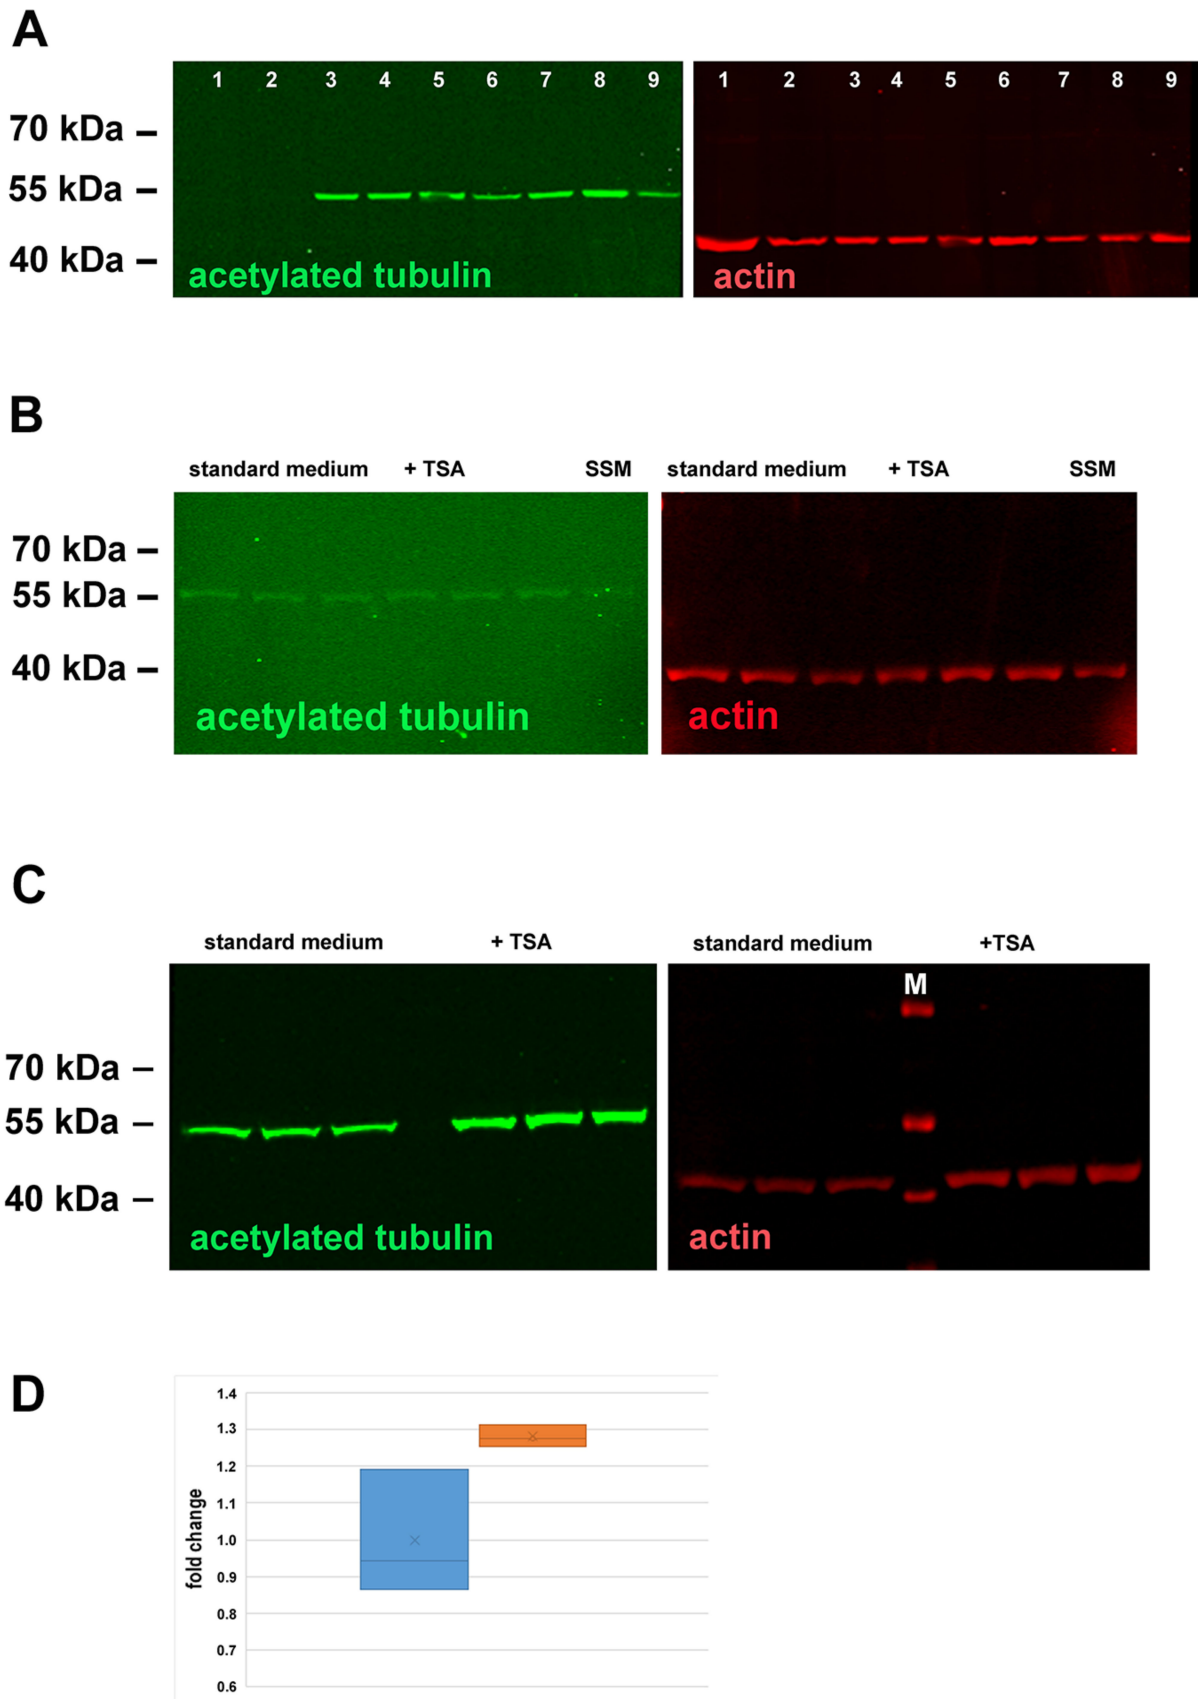 A
1 2 3 4 5 6 7 8 9
1 2 3 4 5 6 7 8 9
70 kDa –
55 kDa –
40 kDa –
acetylated tubulin
actin
B
standard medium + TSA SSM
standard medium + TSA SSM
70 kDa –
55 kDa –
40 kDa –
acetylated tubulin
actin
C
standard medium + TSA
standard medium +TSA
M
70 kDa –
55 kDa –
40 kDa –
acetylated tubulin
actin
D
fold change
1.4
1.3
1.2
1.1
1.0
0.9
0.8
0.7
0.6